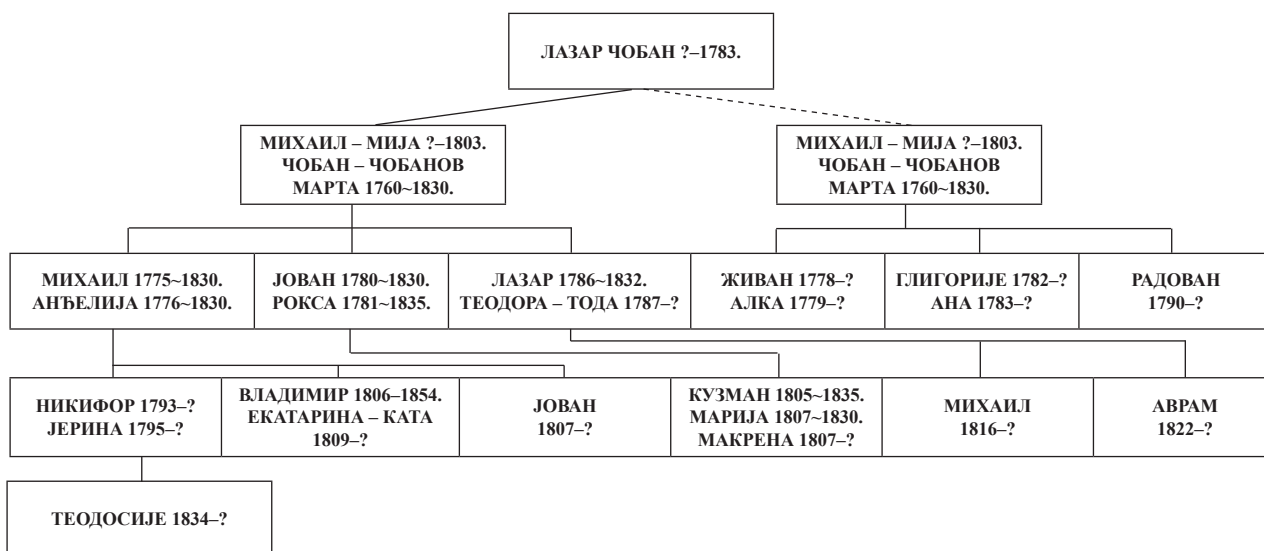 ЛАЗАР ЧОБАН ?–1783.
МИХАИЛ – МИЈА ?–1803.
ЧОБАН – ЧОБАНОВ
МАРТА 1760~1830.
МИХАИЛ – МИЈА ?–1803.
ЧОБАН – ЧОБАНОВ
МАРТА 1760~1830.
МИХАИЛ 1775~1830.
АНЂЕЛИЈА 1776~1830.
ЈОВАН 1780~1830.
РОКСА 1781~1835.
ЛАЗАР 1786~1832.
ТЕОДОРА – ТОДА 1787–?
ЖИВАН 1778–?
АЛКА 1779–?
ГЛИГОРИЈЕ 1782–?
АНА 1783–?
РАДОВАН
1790–?
НИКИФОР 1793–?
ЈЕРИНА 1795–?
ВЛАДИМИР 1806–1854.
ЕКАТАРИНА – КАТА
1809–?
ЈОВАН
1807–?
КУЗМАН 1805~1835.
МАРИЈА 1807~1830.
МАКРЕНА 1807–?
МИХАИЛ
1816–?
АВРАМ
1822–?
ТЕОДОСИЈЕ 1834–?